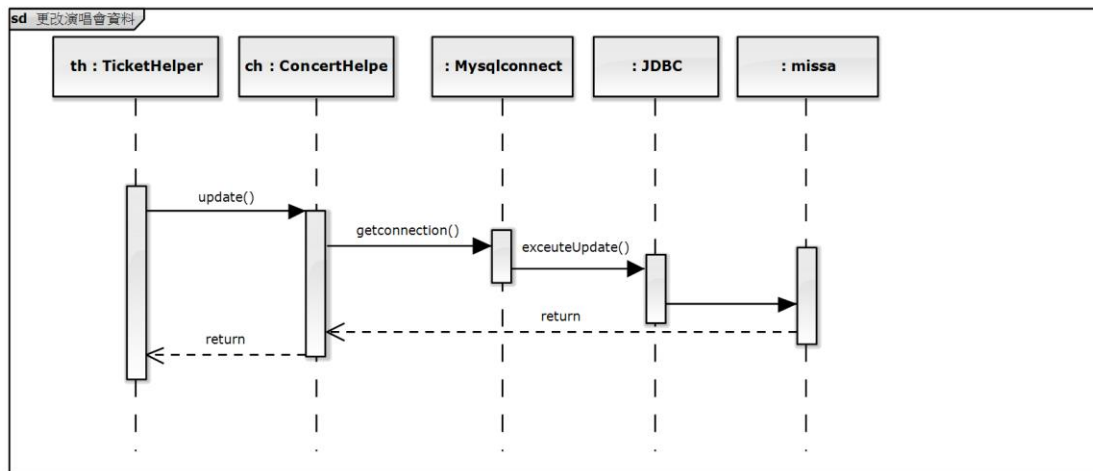 sd 更改演唱會資料
th : TicketHelper
ch : ConcertHelpe
: Mysqlconnect
: JDBC
: missa
update()
getconnection()
exceuteUpdate()
return
return